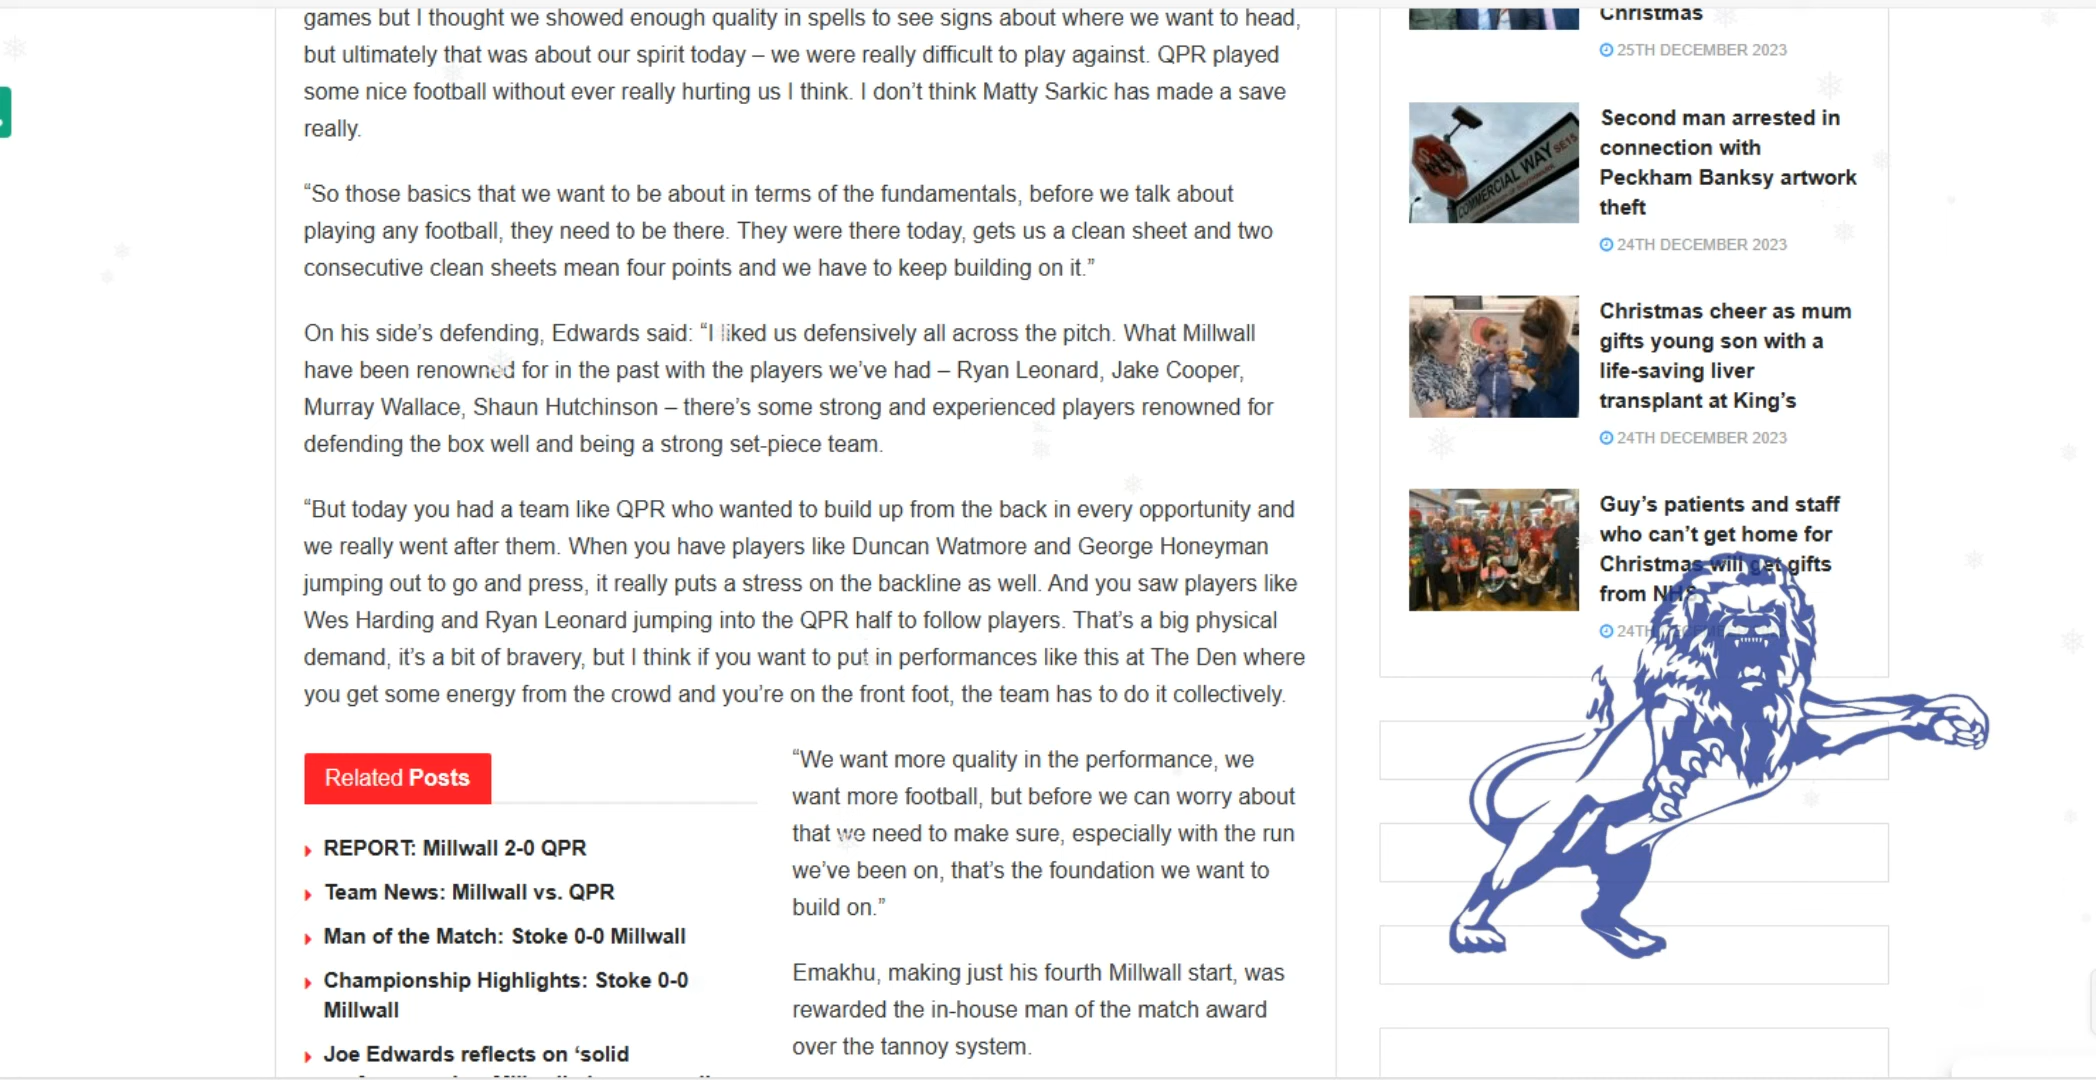 games but I thought we showed enough quality in spells to see signs about where we want to head,
but ultimately that was about our spirit today – we were really difficult to play against. QPR played
some nice football without ever really hurting us I think. I don’t think Matty Sarkic has made a save
really.
“So those basics that we want to be about in terms of the fundamentals, before we talk about
playing any football, they need to be there. They were there today, gets us a clean sheet and two
consecutive clean sheets mean four points and we have to keep building on it.”
On his side’s defending, Edwards said: “I liked us defensively all across the pitch. What Millwall
have been renowned for in the past with the players we’ve had – Ryan Leonard, Jake Cooper,
Murray Wallace, Shaun Hutchinson – there’s some strong and experienced players renowned for
defending the box well and being a strong set-piece team.
“But today you had a team like QPR who wanted to build up from the back in every opportunity and
we really went after them. When you have players like Duncan Watmore and George Honeyman
jumping out to go and press, it really puts a stress on the backline as well. And you saw players like
Wes Harding and Ryan Leonard jumping into the QPR half to follow players. That’s a big physical
demand, it’s a bit of bravery, but I think if you want to put in performances like this at The Den where
you get some energy from the crowd and you’re on the front foot, the team has to do it collectively.
Related Posts
REPORT: Millwall 2-0 QPR
Team News: Millwall vs. QPR
Man of the Match: Stoke 0-0 Millwall
Championship Highlights: Stoke 0-0
Millwall
Joe Edwards reflects on ‘solid
“We want more quality in the performance, we
want more football, but before we can worry about
that we need to make sure, especially with the run
we’ve been on, that’s the foundation we want to
build on.”
Emakhu, making just his fourth Millwall start, was
rewarded the in-house man of the match award
over the tannoy system.
Christmas
25TH DECEMBER 2023
COMMERCIAL WAY SE15
Second man arrested in
connection with
Peckham Banksy artwork
theft
24TH DECEMBER 2023
Christmas cheer as mum
gifts young son with a
life-saving liver
transplant at King’s
24TH DECEMBER 2023
Guy’s patients and staff
who can’t get home for
Christmas will get gifts
from NHS
24TH